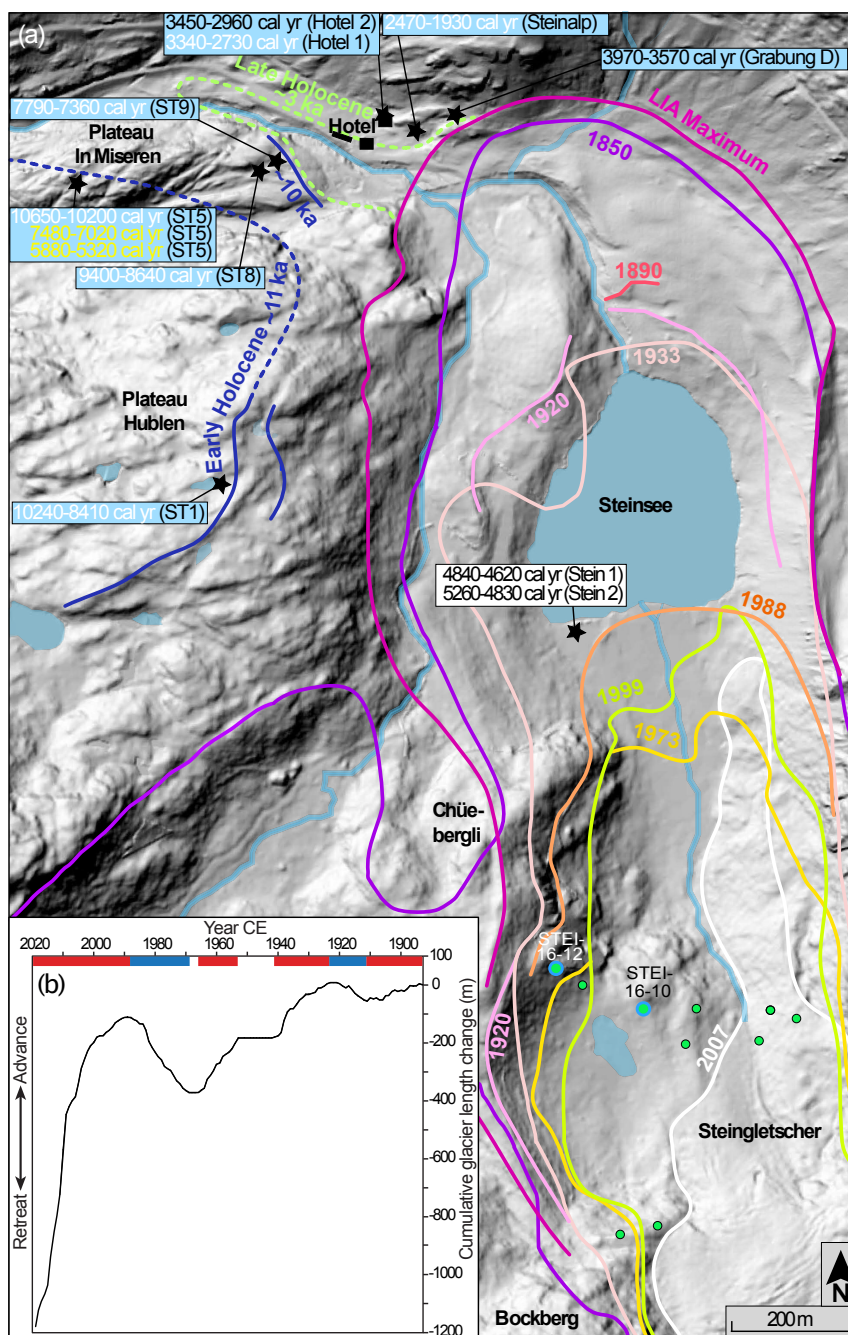 (a)
3450-2960 cal yr (Hotel 2)
3340-2730 cal yr (Hotel 1)
2470-1930 cal yr (Steinalp)
3970-3570 cal yr (Grabung D)
Late Holocene
~3 ka
Hotel
LIA Maximum
1850
7790-7360 cal yr (ST9)
Plateau
In Miseren
~10 ka
10650-10200 cal yr (ST5)
7480-7020 cal yr (ST5)
5880-5320 cal yr (ST5)
9400-8640 cal yr (ST8)
Early Holocene ~11 ka
1890
1933
1920
Plateau
Hublen
Steinsee
10240-8410 cal yr (ST1)
4840-4620 cal yr (Stein 1)
5260-4830 cal yr (Stein 2)
1988
1999
1973
Chüe-
bergli
STEI-
16-12
STEI-
16-10
1920
2007
Steingletscher
Bockberg
N
200 m
(b)
Year CE
2020 2000 1980 1960 1940 1920 1900
100
0
-200
-400
-600
-800
-1000
-1200
Cumulative glacier length change (m)
Retreat
Advance